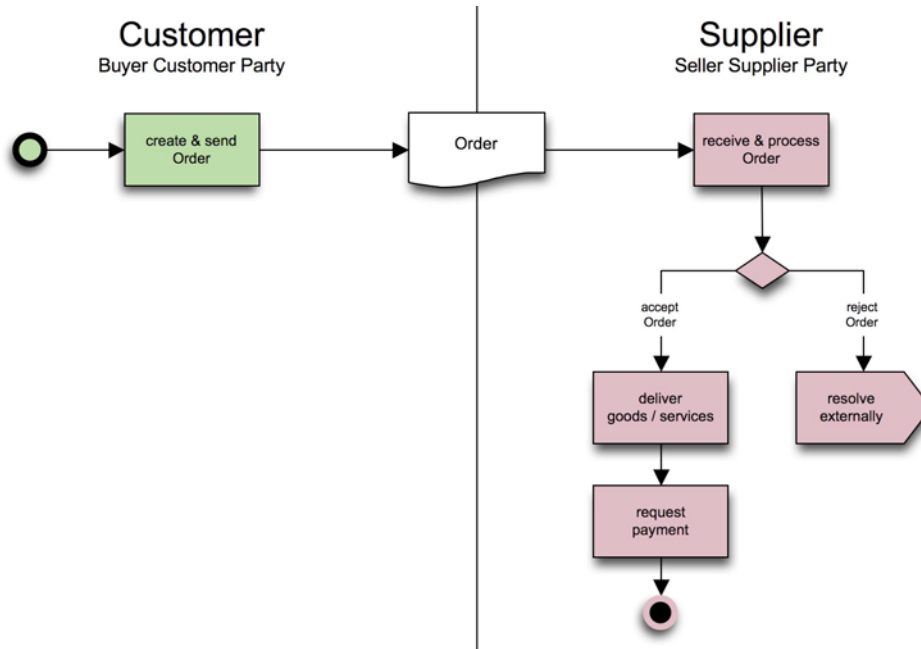 Customer
Buyer Customer Party
Supplier
Seller Supplier Party
create & send
Order
Order
receive & process
Order
accept
Order
reject
Order
deliver
goods / services
resolve
externally
request
payment